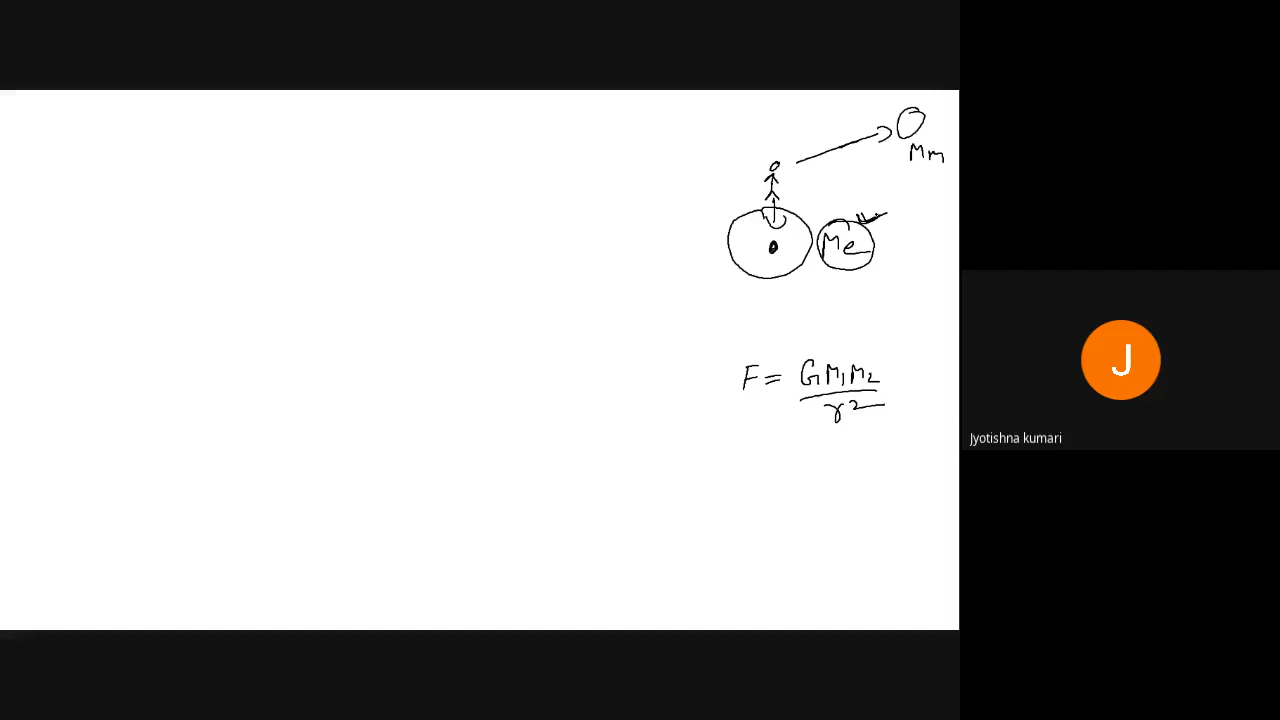 Mm
Me
F = GM₁M₂
r²
J
Jyotishna kumari